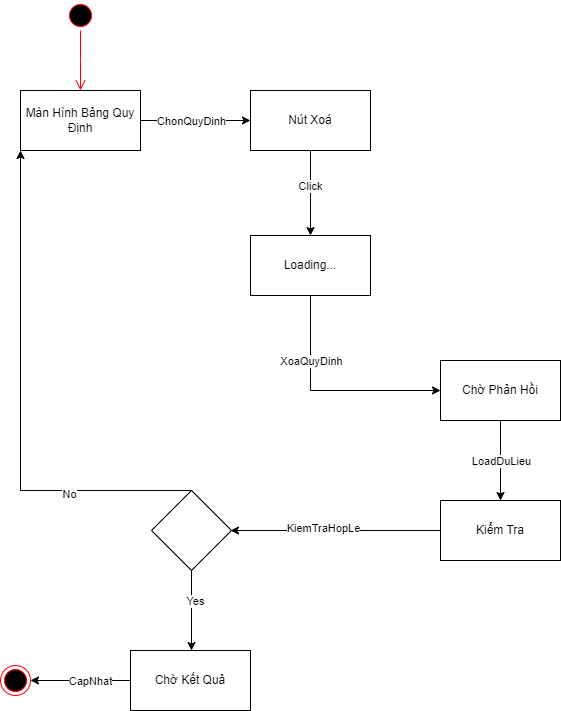 Màn Hình Bảng Quy
Định
ChonQuyDinh
Nút Xoá
Click
Loading...
XoaQuyDinh
Chờ Phản Hồi
LoadDuLieu
Kiểm Tra
KiemTraHopLe
No
Yes
Chờ Kết Quả
CapNhat